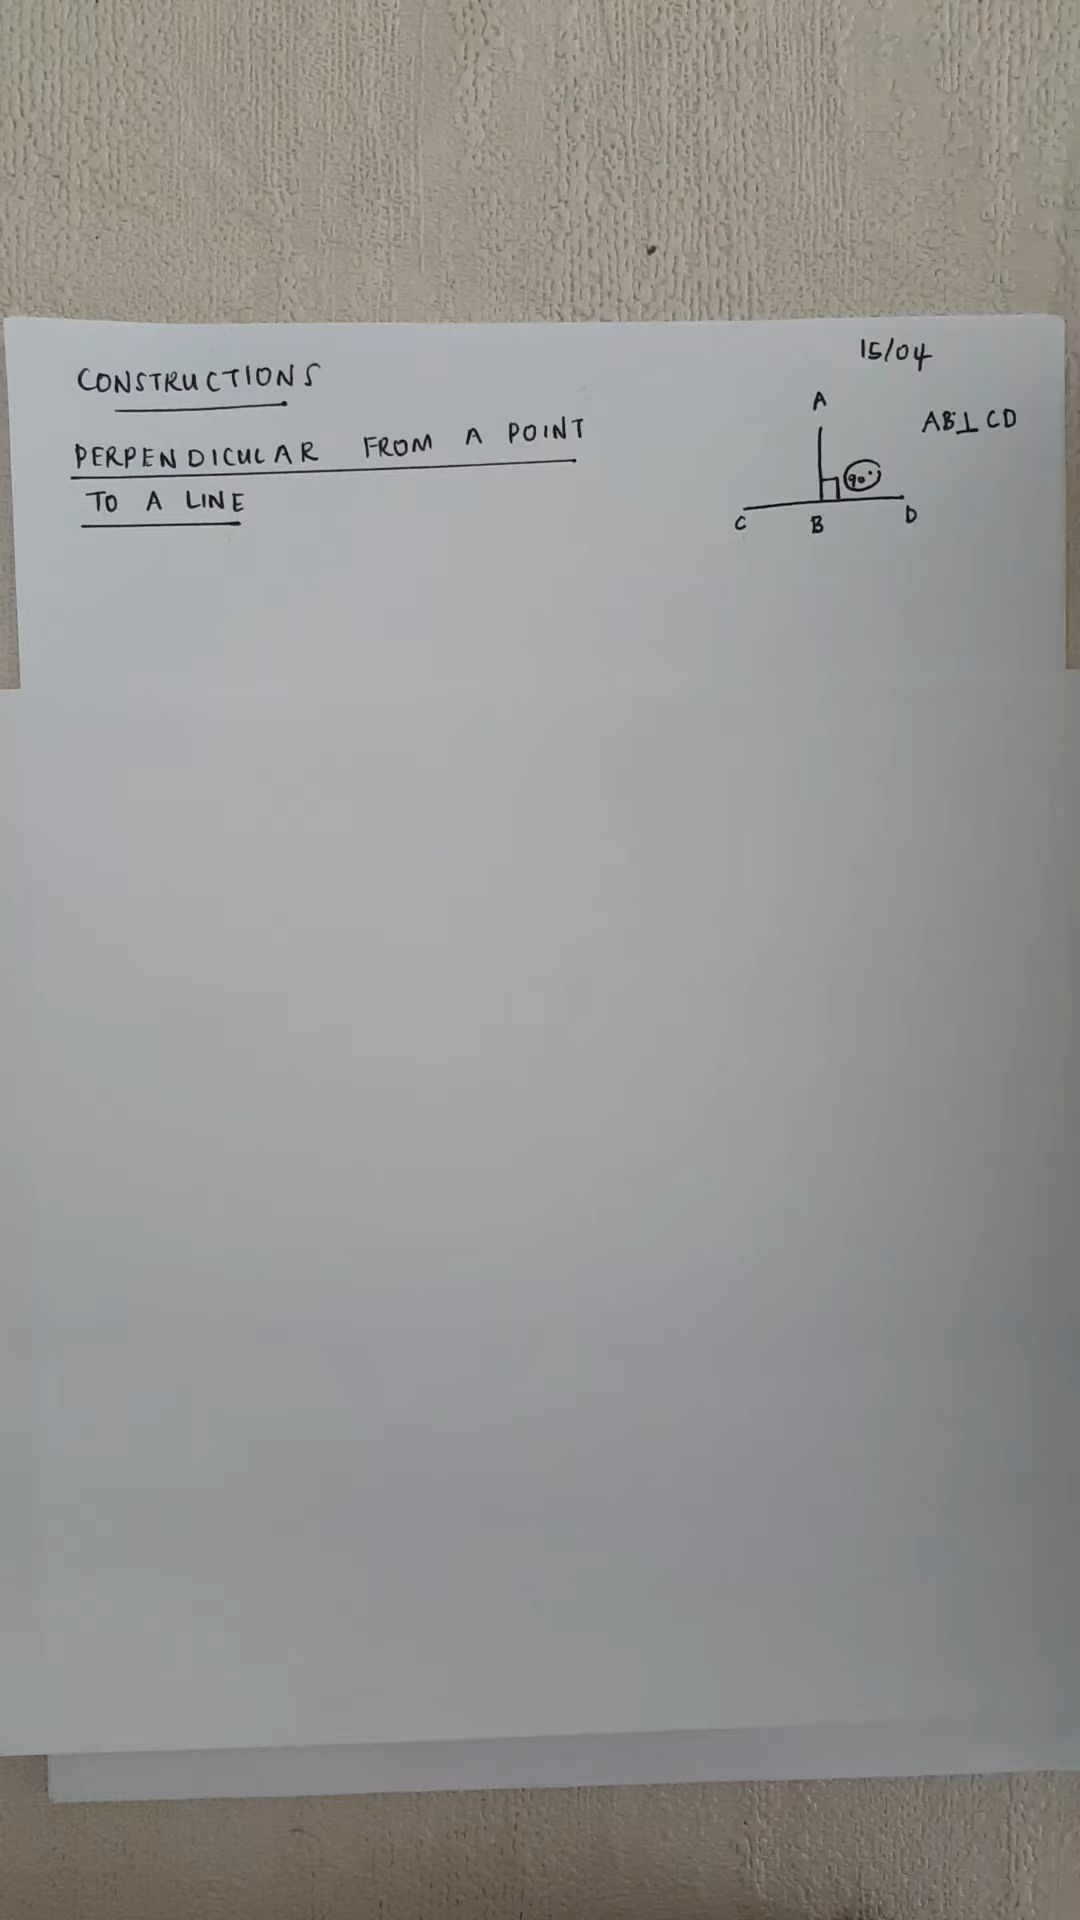 15/04
CONSTRUCTIONS
PERPENDICULAR FROM A POINT
TO A LINE
A
AB⊥CD
90°
C B D